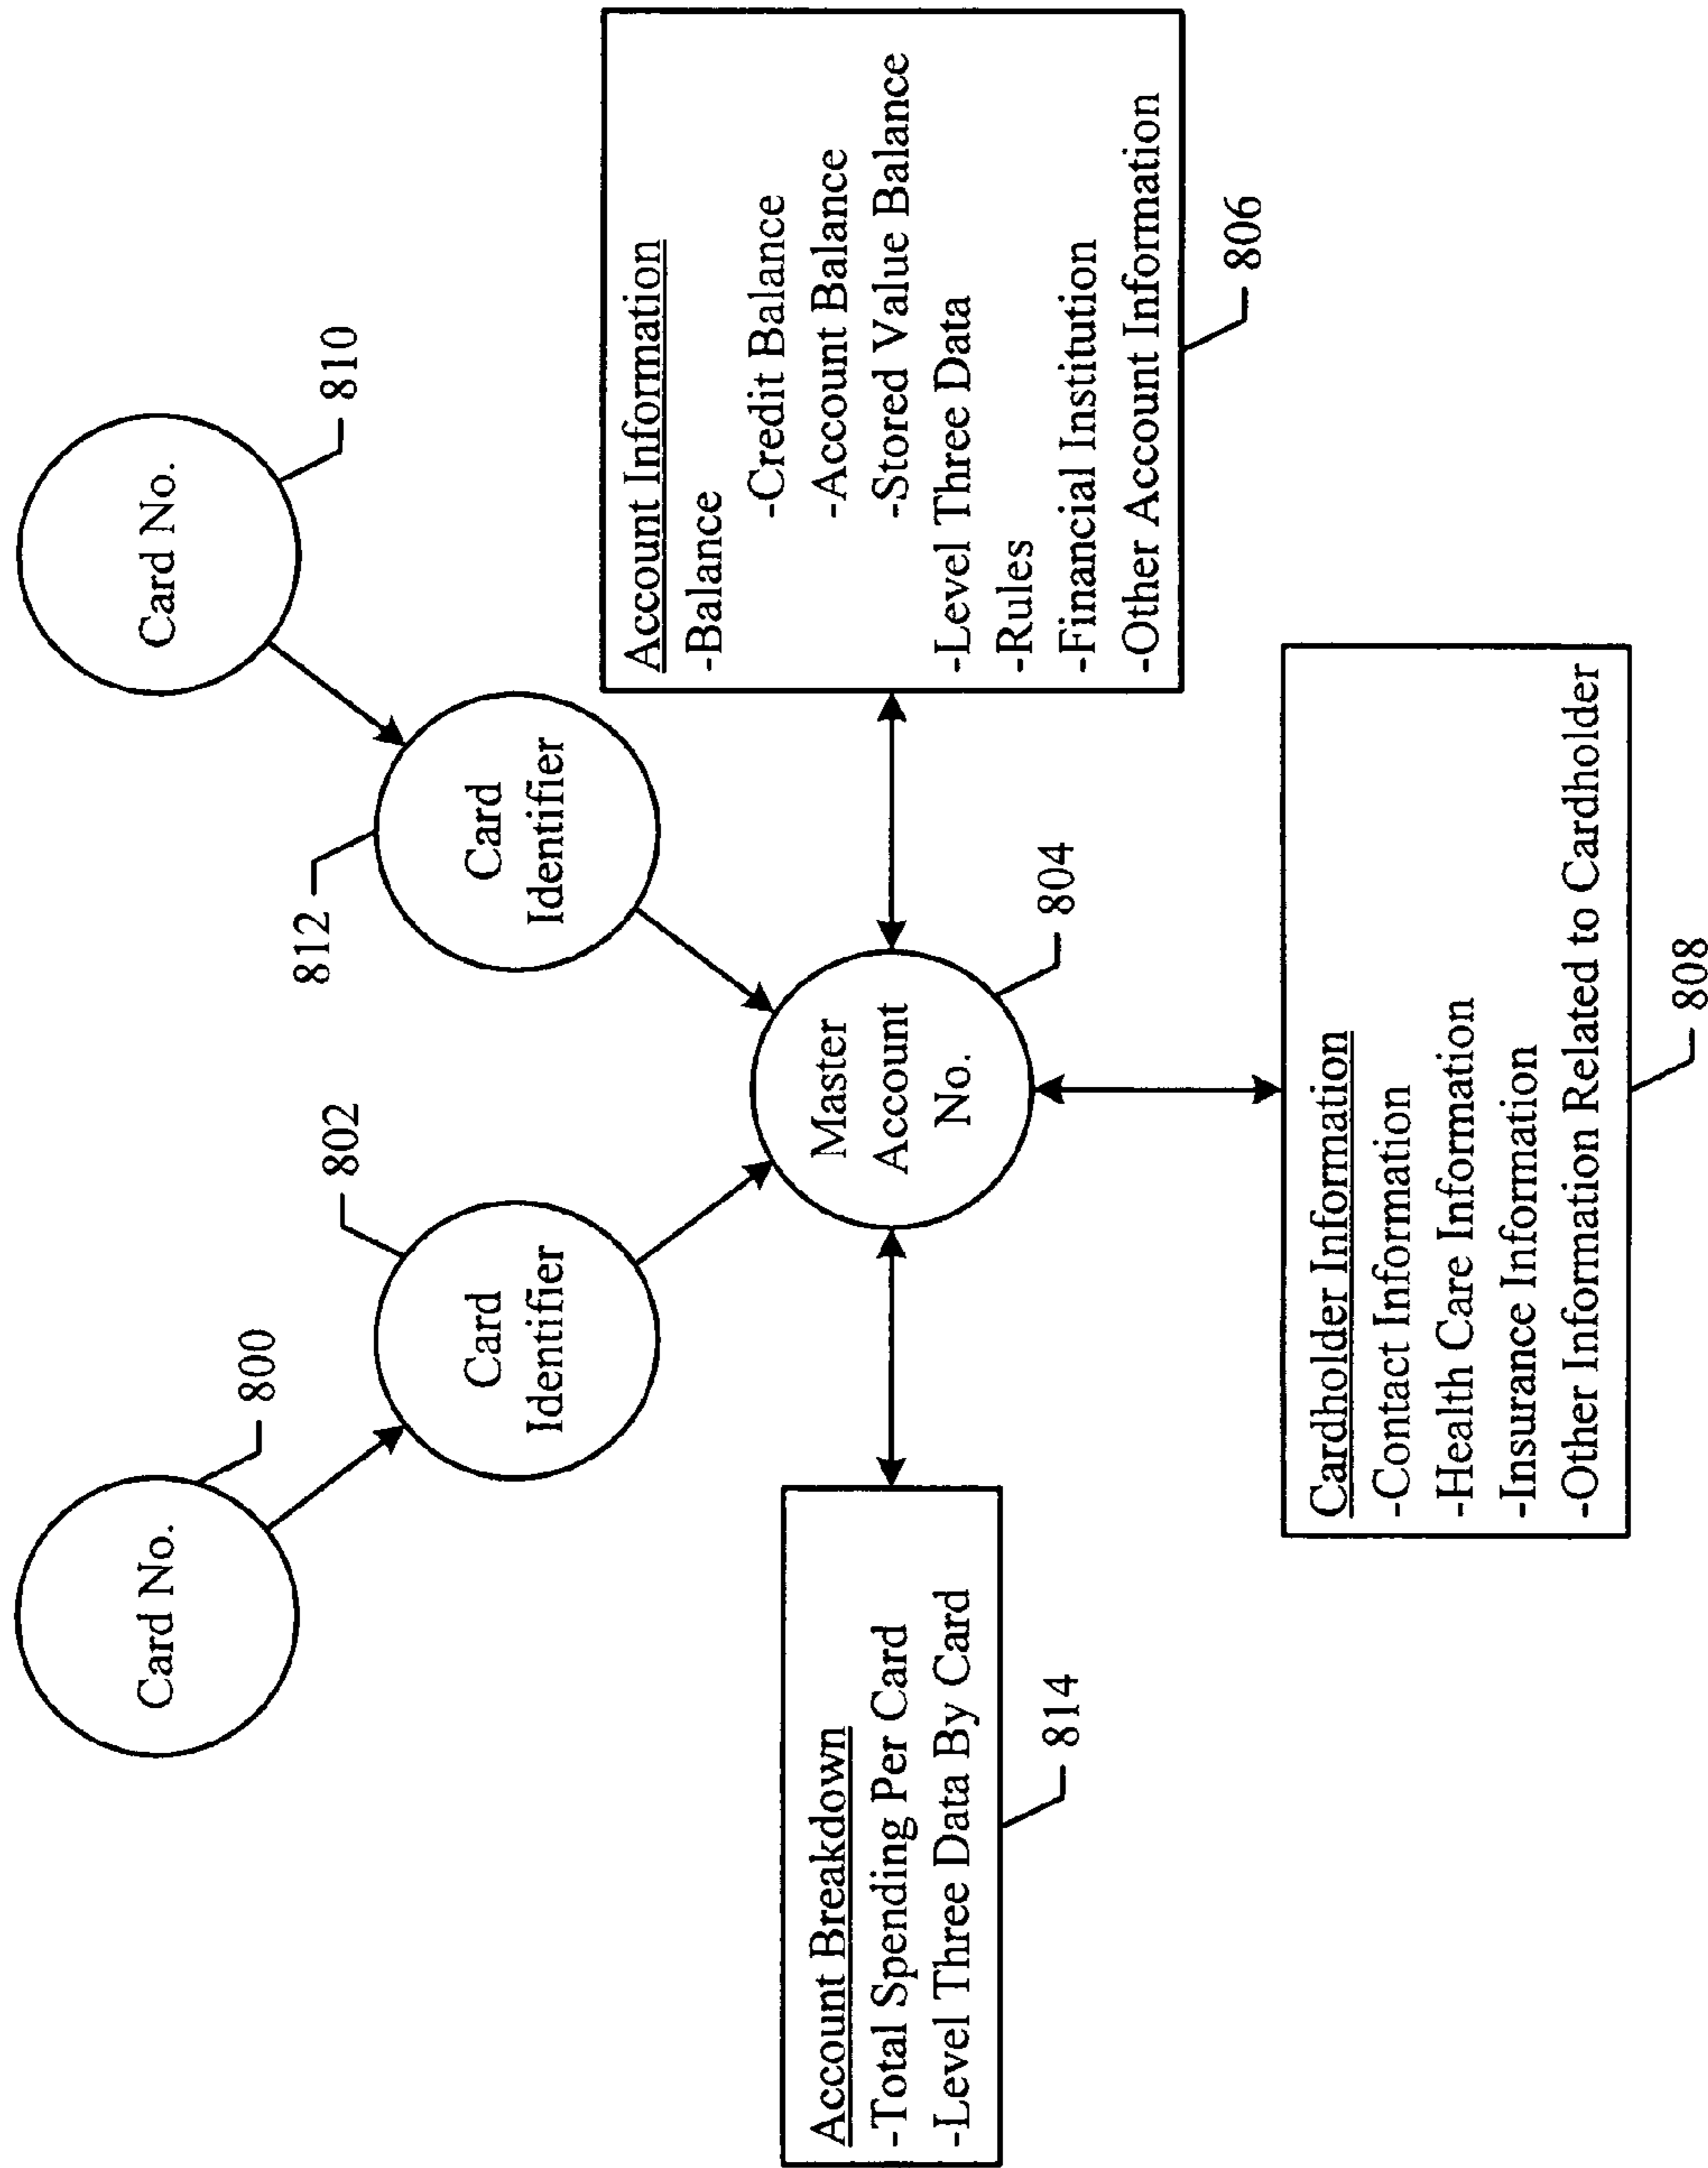 Card No.
800
Card No.
810
Card
Identifier
802
Card
Identifier
812
Master
Account
No.
804
Account Breakdown
-Total Spending Per Card
-Level Three Data By Card
814
Account Information
-Balance
-Credit Balance
-Account Balance
-Stored Value Balance
-Level Three Data
-Rules
-Financial Institution
-Other Account Information
806
Cardholder Information
-Contact Information
-Health Care Information
-Insurance Information
-Other Information Related to Cardholder
808